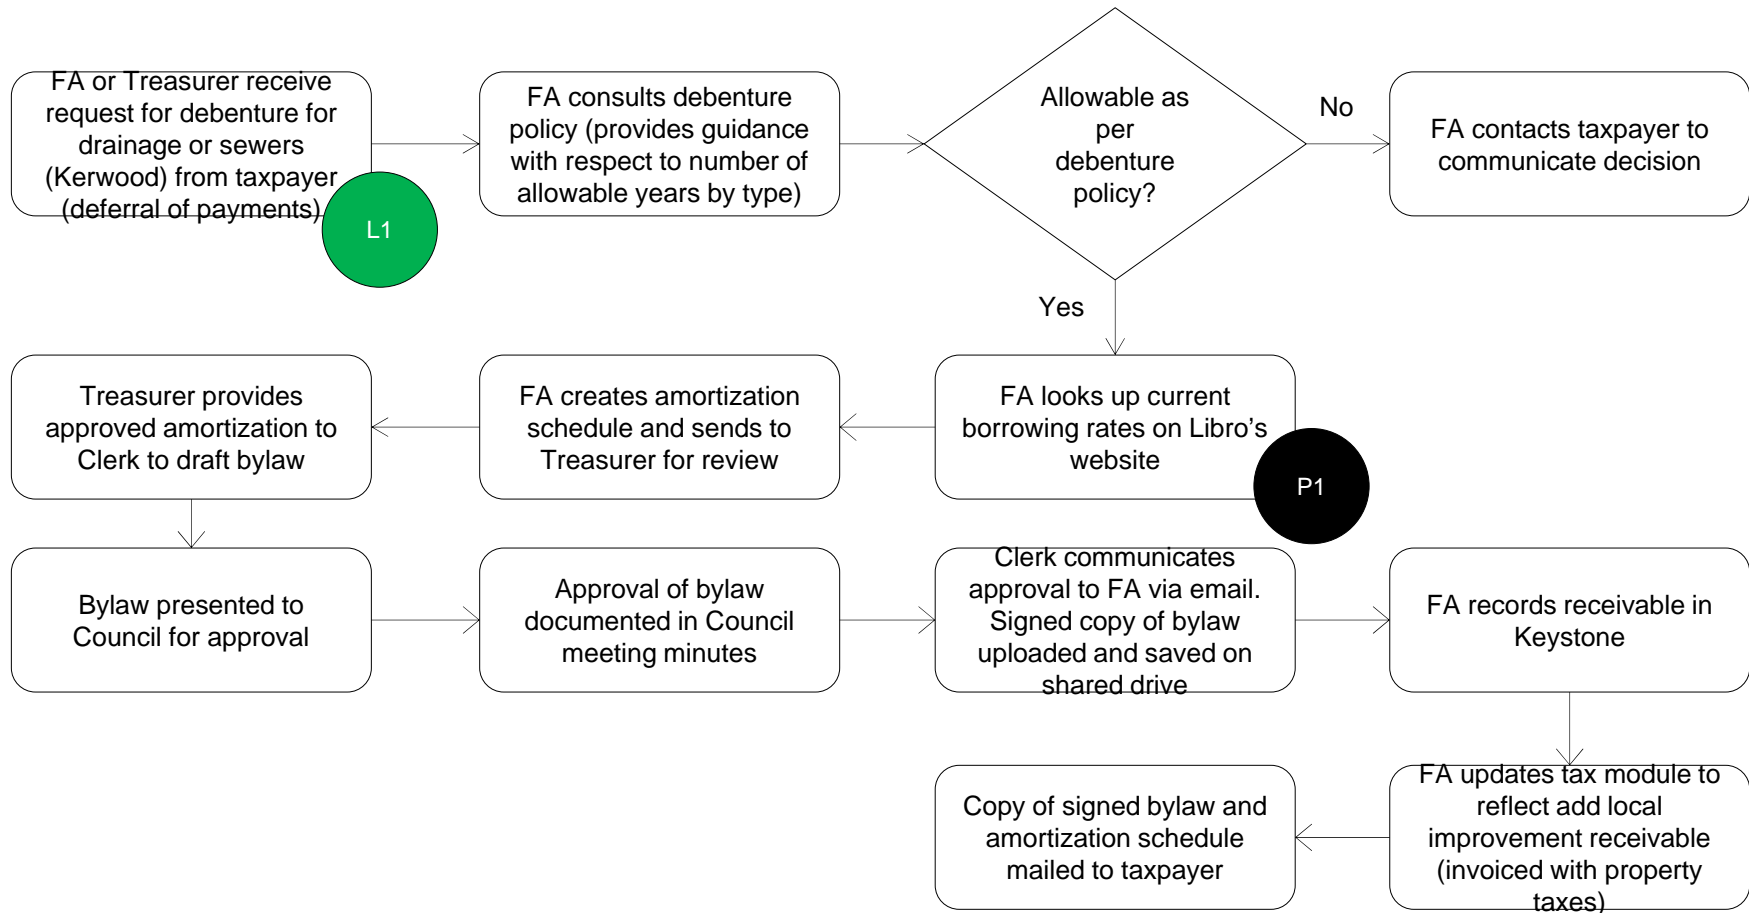 FA or Treasurer receive
request for debenture for
drainage or sewers
(Kerwood) from taxpayer
(deferral of payments)
L1
FA consults debenture
policy (provides guidance
with respect to number of
allowable years by type)
Allowable as
per
debenture
policy?
No
FA contacts taxpayer to
communicate decision
Yes
FA looks up current
borrowing rates on Libro’s
website
P1
FA creates amortization
schedule and sends to
Treasurer for review
Treasurer provides
approved amortization to
Clerk to draft bylaw
Bylaw presented to
Council for approval
Approval of bylaw
documented in Council
meeting minutes
Clerk communicates
approval to FA via email.
Signed copy of bylaw
uploaded and saved on
shared drive
FA records receivable in
Keystone
FA updates tax module to
reflect add local
improvement receivable
(invoiced with property
taxes)
Copy of signed bylaw and
amortization schedule
mailed to taxpayer